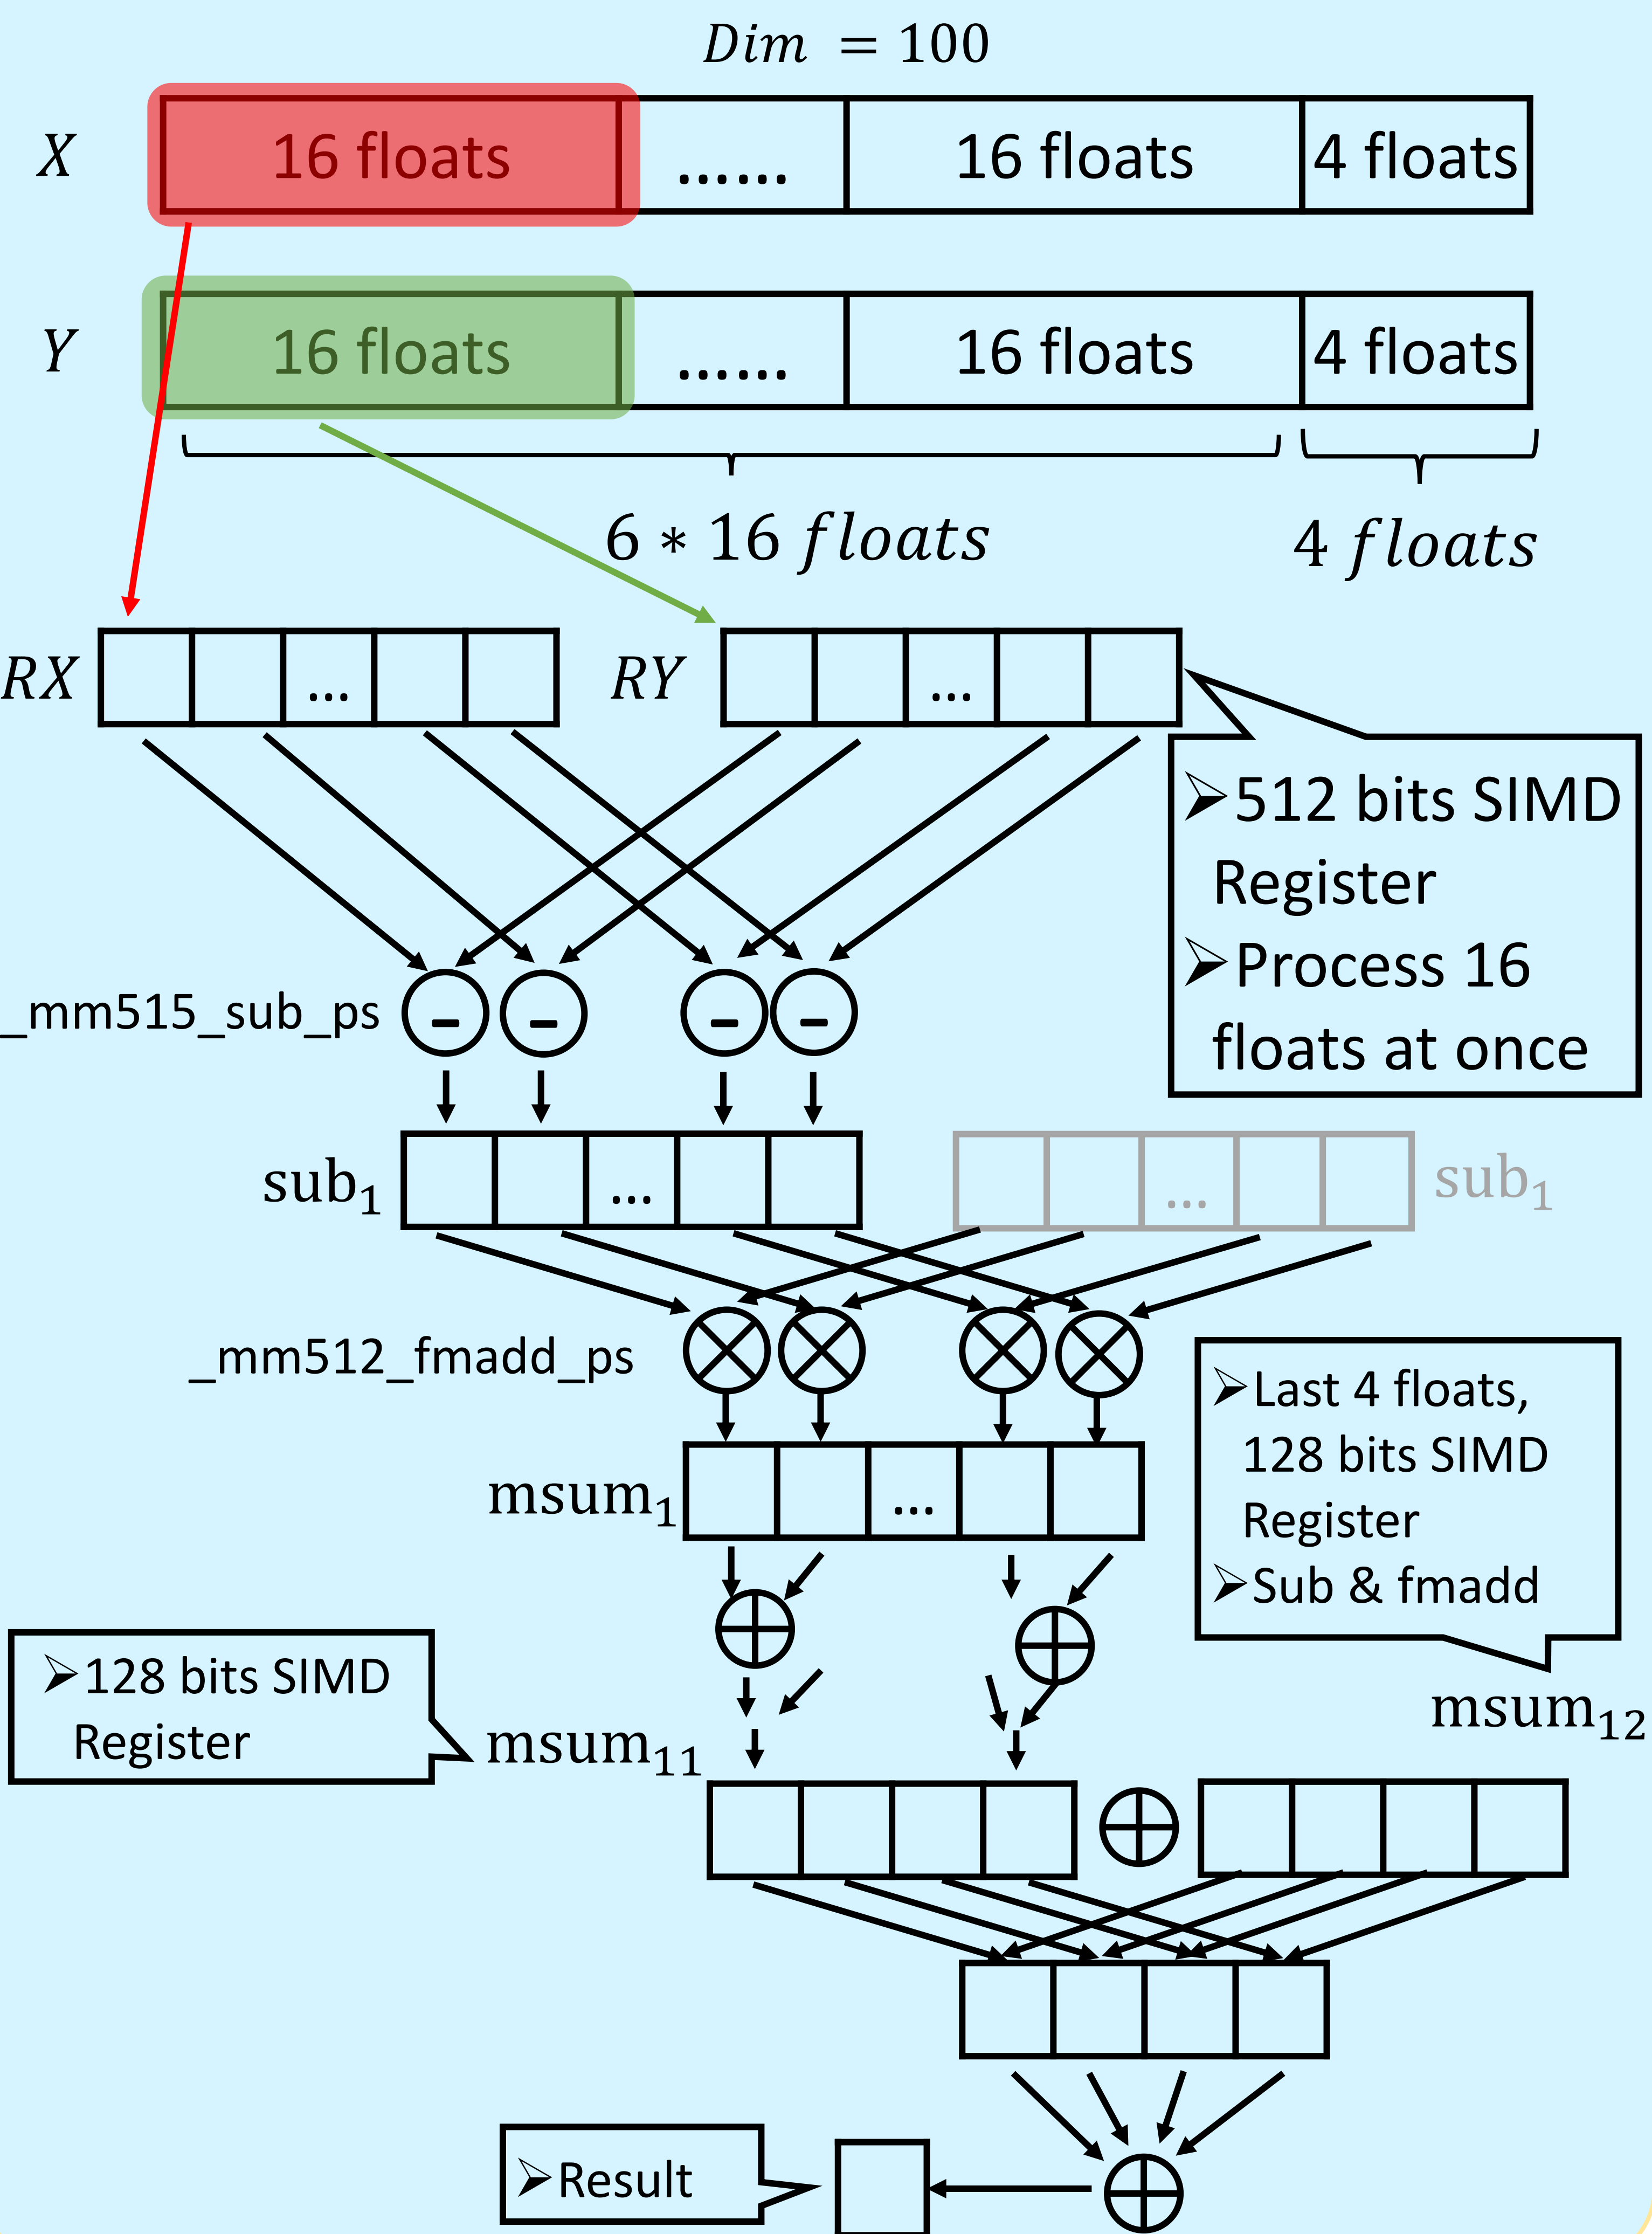 Dim = 100
X 16 floats ...... 16 floats 4 floats
Y 16 floats ...... 16 floats 4 floats
6 * 16 floats 4 floats
RX ... RY ...
➢512 bits SIMD
Register
➢Process 16
floats at once
_mm515_sub_ps - - - -
sub₁ ... ... sub₁
_mm512_fmadd_ps
➢Last 4 floats,
128 bits SIMD
Register
➢Sub & fmadd
msum₁ ...
➢128 bits SIMD
Register
msum₁₁
msum₁₂
➢Result